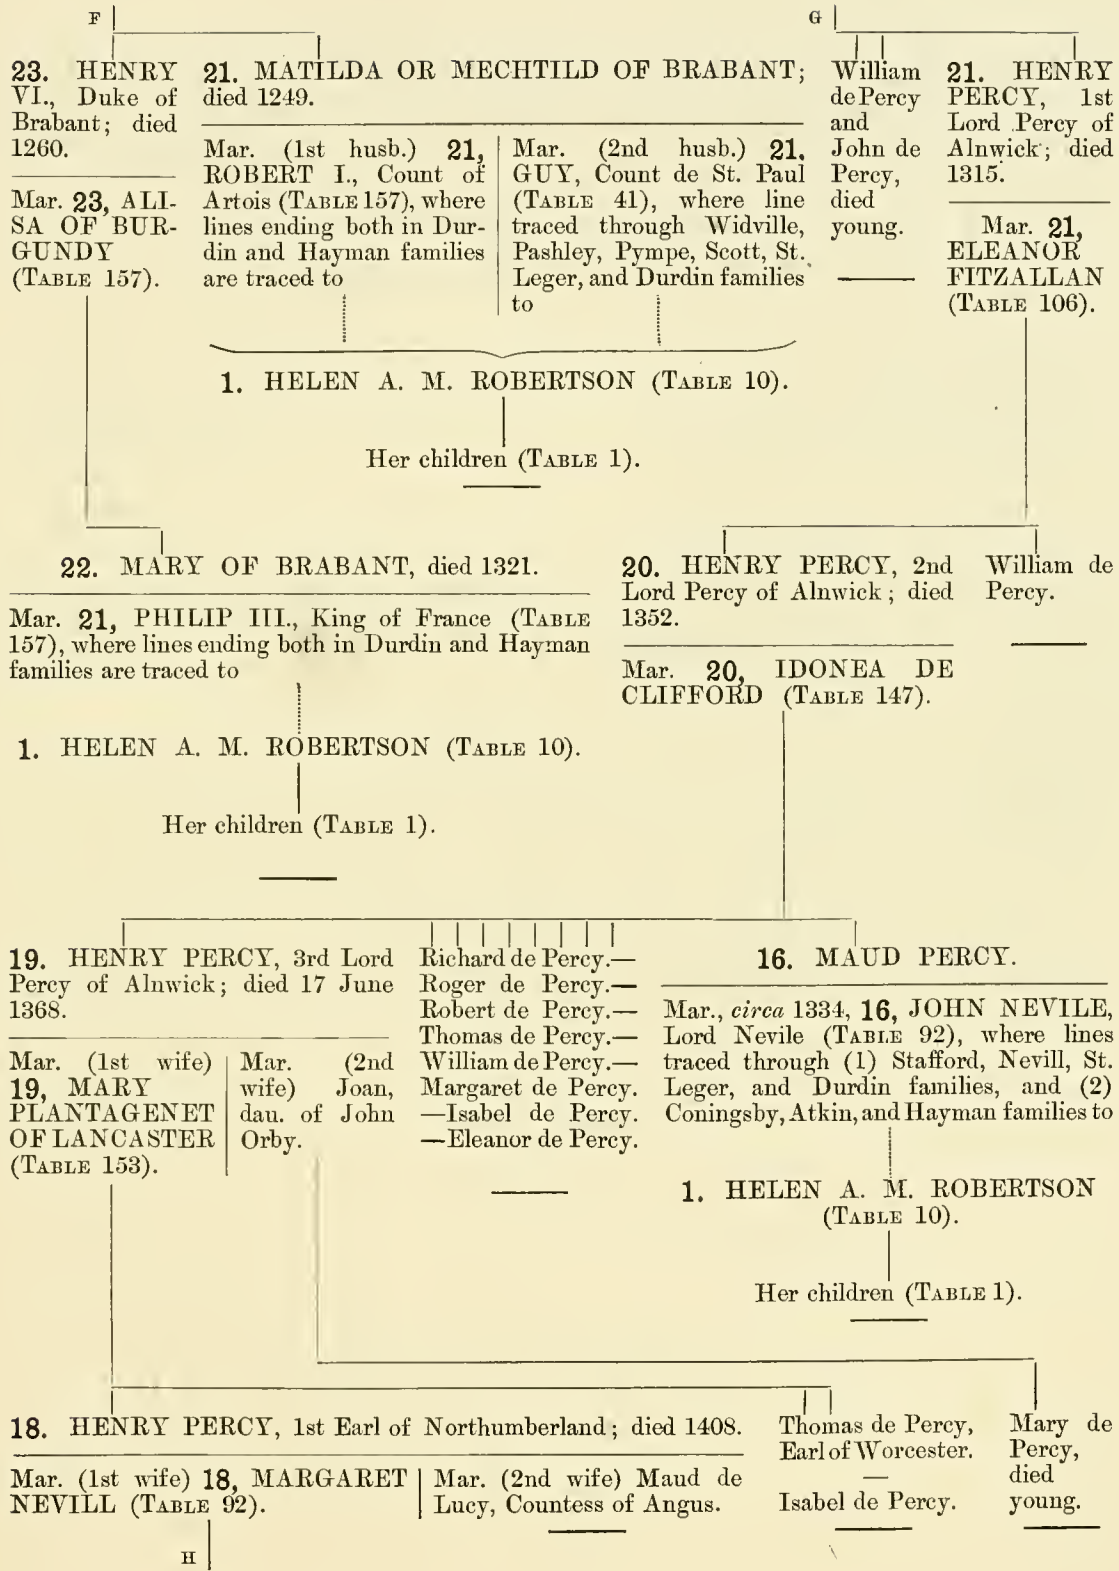 F
G
23. HENRY
VI., Duke of
Brabant; died
1260.
Mar. 23, ALI-
SA OF BUR-
GUNDY
(TABLE 157).
21. MATILDA OR MECHTILD OF BRABANT;
died 1249.
Mar. (1st husb.) 21,
ROBERT I., Count of
Artois (TABLE 157), where
lines ending both in Dur-
din and Hayman families
are traced to
Mar. (2nd husb.) 21,
GUY, Count de St. Paul
(TABLE 41), where line
traced through Widville,
Pashley, Pympe, Scott, St.
Leger, and Durdin families
to
William
de Percy
and
John de
Percy,
died
young.
21. HENRY
PERCY, 1st
Lord Percy of
Alnwick; died
1315.
Mar. 21,
ELEANOR
FITZALLAN
(TABLE 106).
1. HELEN A. M. ROBERTSON (TABLE 10).
Her children (TABLE 1).
22. MARY OF BRABANT, died 1321.
Mar. 21, PHILIP III., King of France (TABLE
157), where lines ending both in Durdin and Hayman
families are traced to
1. HELEN A. M. ROBERTSON (TABLE 10).
Her children (TABLE 1).
20. HENRY PERCY, 2nd
Lord Percy of Alnwick; died
1352.
Mar. 20, IDONEA DE
CLIFFORD (TABLE 147).
William de
Percy.
19. HENRY PERCY, 3rd Lord
Percy of Alnwick; died 17 June
1368.
Mar. (1st wife)
19, MARY
PLANTAGENET
OF LANCASTER
(TABLE 153).
Mar. (2nd
wife) Joan,
dau. of John
Orby.
Richard de Percy.—
Roger de Percy.—
Robert de Percy.—
Thomas de Percy.—
William de Percy.—
Margaret de Percy.
—Isabel de Percy.
—Eleanor de Percy.
16. MAUD PERCY.
Mar., circa 1334, 16, JOHN NEVILE,
Lord Nevile (TABLE 92), where lines
traced through (1) Stafford, Nevill, St.
Leger, and Durdin families, and (2)
Coningsby, Atkin, and Hayman families to
1. HELEN A. M. ROBERTSON
(TABLE 10).
Her children (TABLE 1).
18. HENRY PERCY, 1st Earl of Northumberland; died 1408.
Mar. (1st wife) 18, MARGARET
NEVILL (TABLE 92).
Mar. (2nd wife) Maud de
Lucy, Countess of Angus.
Thomas de Percy,
Earl of Worcester.
—
Isabel de Percy.
Mary de
Percy,
died
young.
H